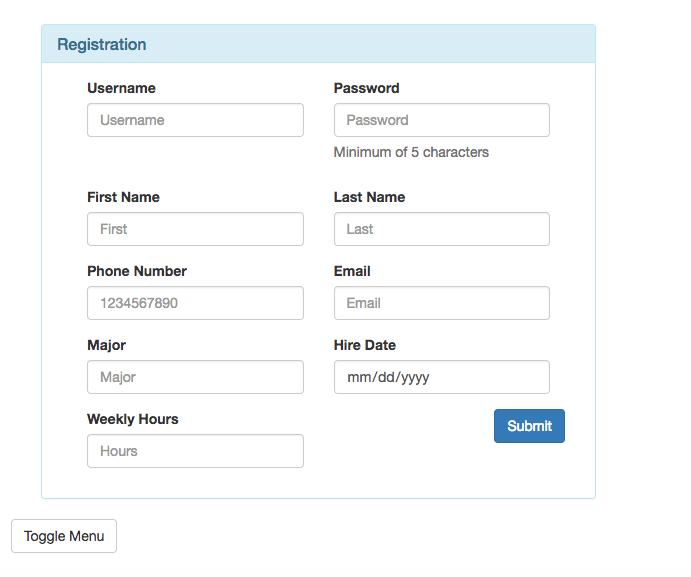 Registration
Username Password
Username Password
Minimum of 5 characters
First Name Last Name
First Last
Phone Number Email
1234567890 Email
Major Hire Date
Major mm/dd/yyyy
Weekly Hours Submit
Hours
Toggle Menu